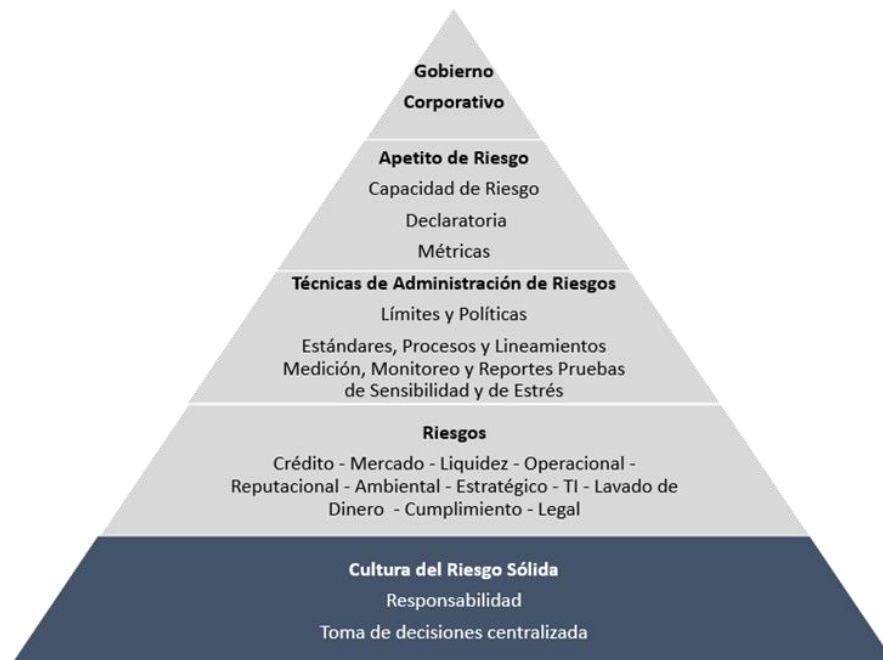 Gobierno
Corporativo
Apetito de Riesgo
Capacidad de Riesgo
Declaratoria
Métricas
Técnicas de Administración de Riesgos
Límites y Políticas
Estándares, Procesos y Lineamientos
Medición, Monitoreo y Reportes Pruebas
de Sensibilidad y de Estrés
Riesgos
Crédito - Mercado - Liquidez - Operacional -
Reputacional - Ambiental - Estratégico - TI - Lavado de
Dinero - Cumplimiento - Legal
Cultura del Riesgo Sólida
Responsabilidad
Toma de decisiones centralizada